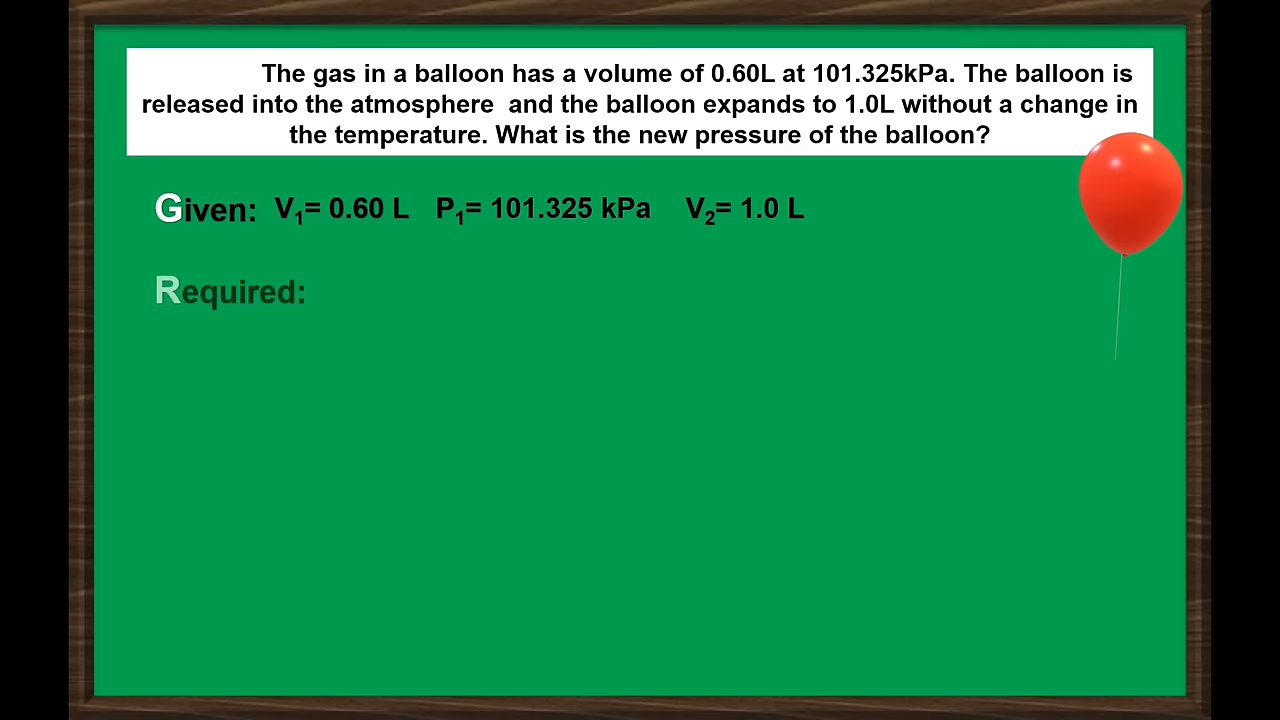 The gas in a balloon has a volume of 0.60L at 101.325kPa. The balloon is
released into the atmosphere  and the balloon expands to 1.0L without a change in
the temperature. What is the new pressure of the balloon?
Given: V₁= 0.60 L P₁= 101.325 kPa V₂= 1.0 L
Required: